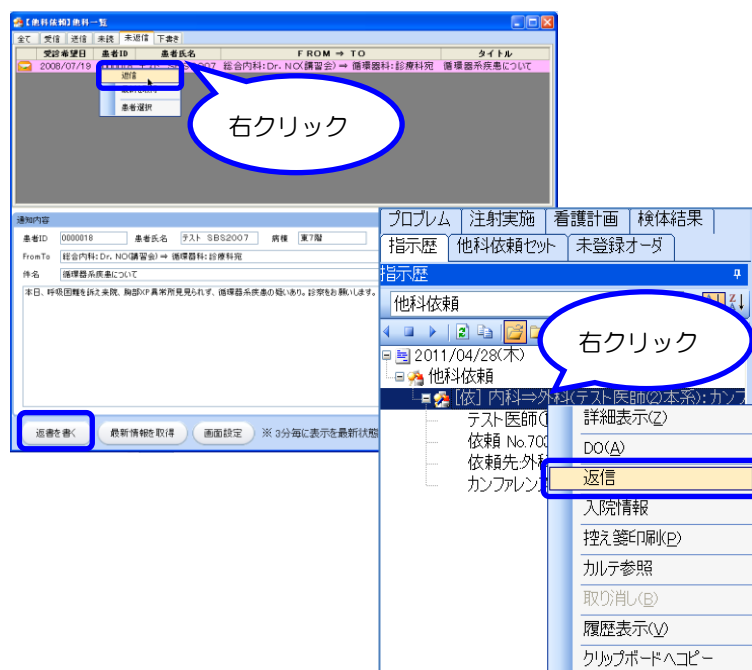 【他科依頼】他科一覧
全て 受信 送信 未読 未返信 下書き
受診希望日 患者ID 患者氏名 FROM ⇒ TO タイトル
2008/07/19 総合内科:Dr. NO(講習会) ⇒ 循環器科:診療科宛 循環器系疾患について
返信
患者選択
右クリック
通知内容
患者ID 0000018 患者氏名 テスト SBS2007 病棟 東7階
FromTo 総合内科:Dr. NO(講習会) ⇒ 循環器科:診療科宛
件名 循環器系疾患について
本日、呼吸困難を訴え来院、胸部XP異常所見見られず、循環器系疾患の疑いあり。診察をお願いします。
返書を書く 最新情報を取得 画面設定 ※ 3分毎に表示を最新状態
プロブレム 注射実施 看護計画 検体結果
指示歴 他科依頼セット 未登録オーダ
指示歴
他科依頼
右クリック
2011/04/28(木)
他科依頼
[依] 内科⇒外科(テスト医師(2)本系):カンフ
テスト医師(1
依頼 No.703
依頼先:外科
カンファレンス
詳細表示(Z)
DO(A)
返信
入院情報
控え箋印刷(P)
カルテ参照
取り消し(B)
履歴表示(V)
クリップボードへコピー